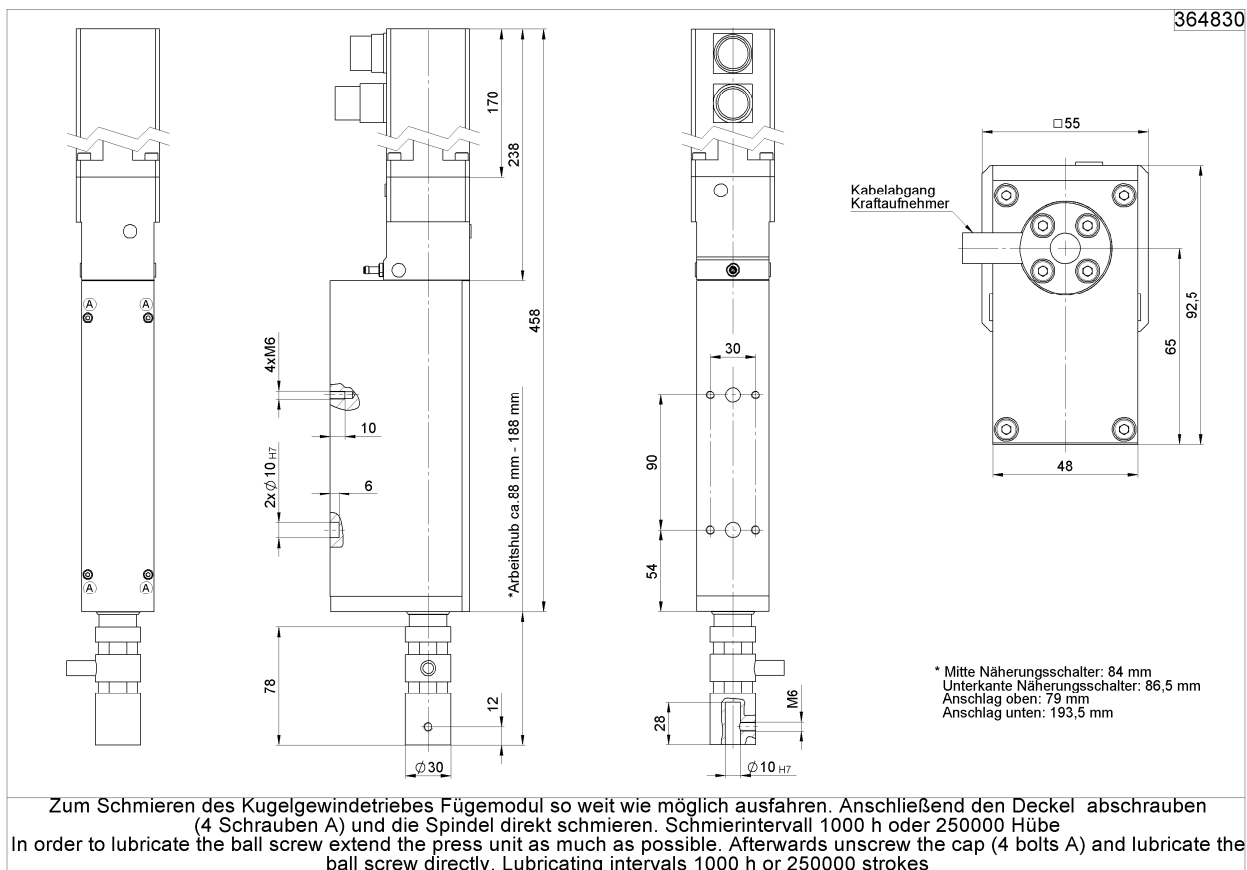 364830
170
238
458
4xM6
10
2xØ10 H7
6
*Arbeitshub ca.88 mm - 188 mm
78
12
Ø30
A A
A A
30
90
54
28
M6
Ø10 H7
□55
Kabelabgang
Kraftaufnehmer
92,5
65
48
* Mitte Näherungsschalter: 84 mm
Unterkante Näherungsschalter: 86,5 mm
Anschlag oben: 79 mm
Anschlag unten: 193,5 mm
Zum Schmieren des Kugelgewindetriebes Fügemodul so weit wie möglich ausfahren. Anschließend den Deckel abschrauben
(4 Schrauben A) und die Spindel direkt schmieren. Schmierintervall 1000 h oder 250000 Hübe
In order to lubricate the ball screw extend the press unit as much as possible. Afterwards unscrew the cap (4 bolts A) and lubricate the
ball screw directly. Lubricating intervals 1000 h or 250000 strokes